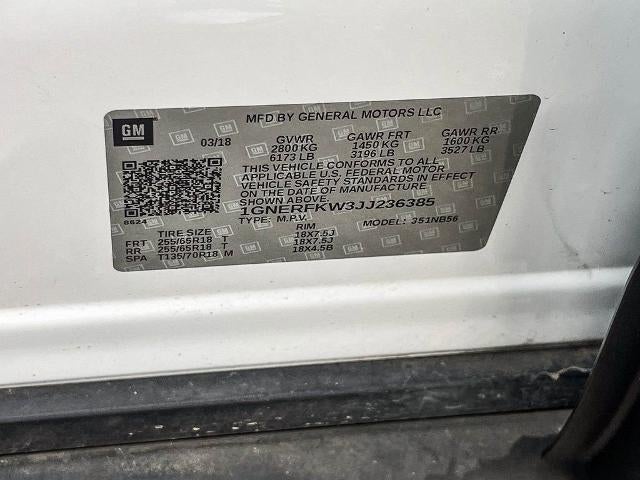 MFD BY GENERAL MOTORS LLC
GM
03/18 GVWR GAWR FRT GAWR RR
2800 KG 1450 KG 1600 KG
6173 LB 3196 LB 3527 LB
THIS VEHICLE CONFORMS TO ALL
APPLICABLE U.S. FEDERAL MOTOR
VEHICLE SAFETY STANDARDS IN EFFECT
ON THE DATE OF MANUFACTURE
SHOWN ABOVE.
8624
1GNERFKW3JJ236385
TYPE: M.P.V. MODEL: 351NB56
TIRE SIZE RIM
FRT 255/65R18 T 18X7.5J
RR 255/65R18 T 18X7.5J
SPA T135/70R18 M 18X4.5B